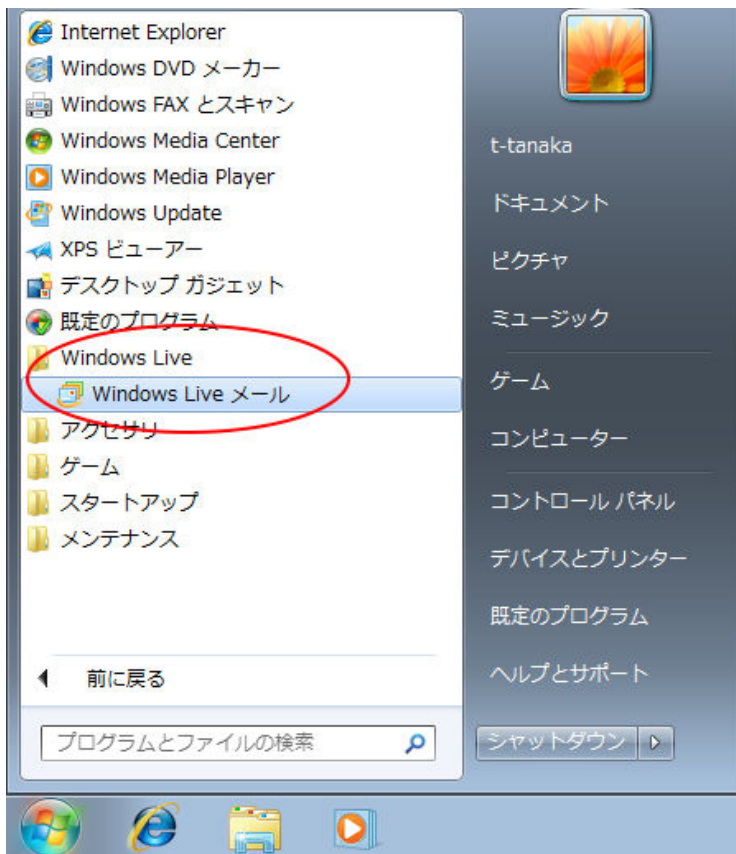 Internet Explorer
Windows DVD メーカー
Windows FAX とスキャン
Windows Media Center
Windows Media Player
Windows Update
XPS ビューアー
デスクトップ ガジェット
既定のプログラム
Windows Live
Windows Live メール
アクセサリ
ゲーム
スタートアップ
メンテナンス
前に戻る
プログラムとファイルの検索
t-tanaka
ドキュメント
ピクチャ
ミュージック
ゲーム
コンピューター
コントロール パネル
デバイスとプリンター
既定のプログラム
ヘルプとサポート
シャットダウン